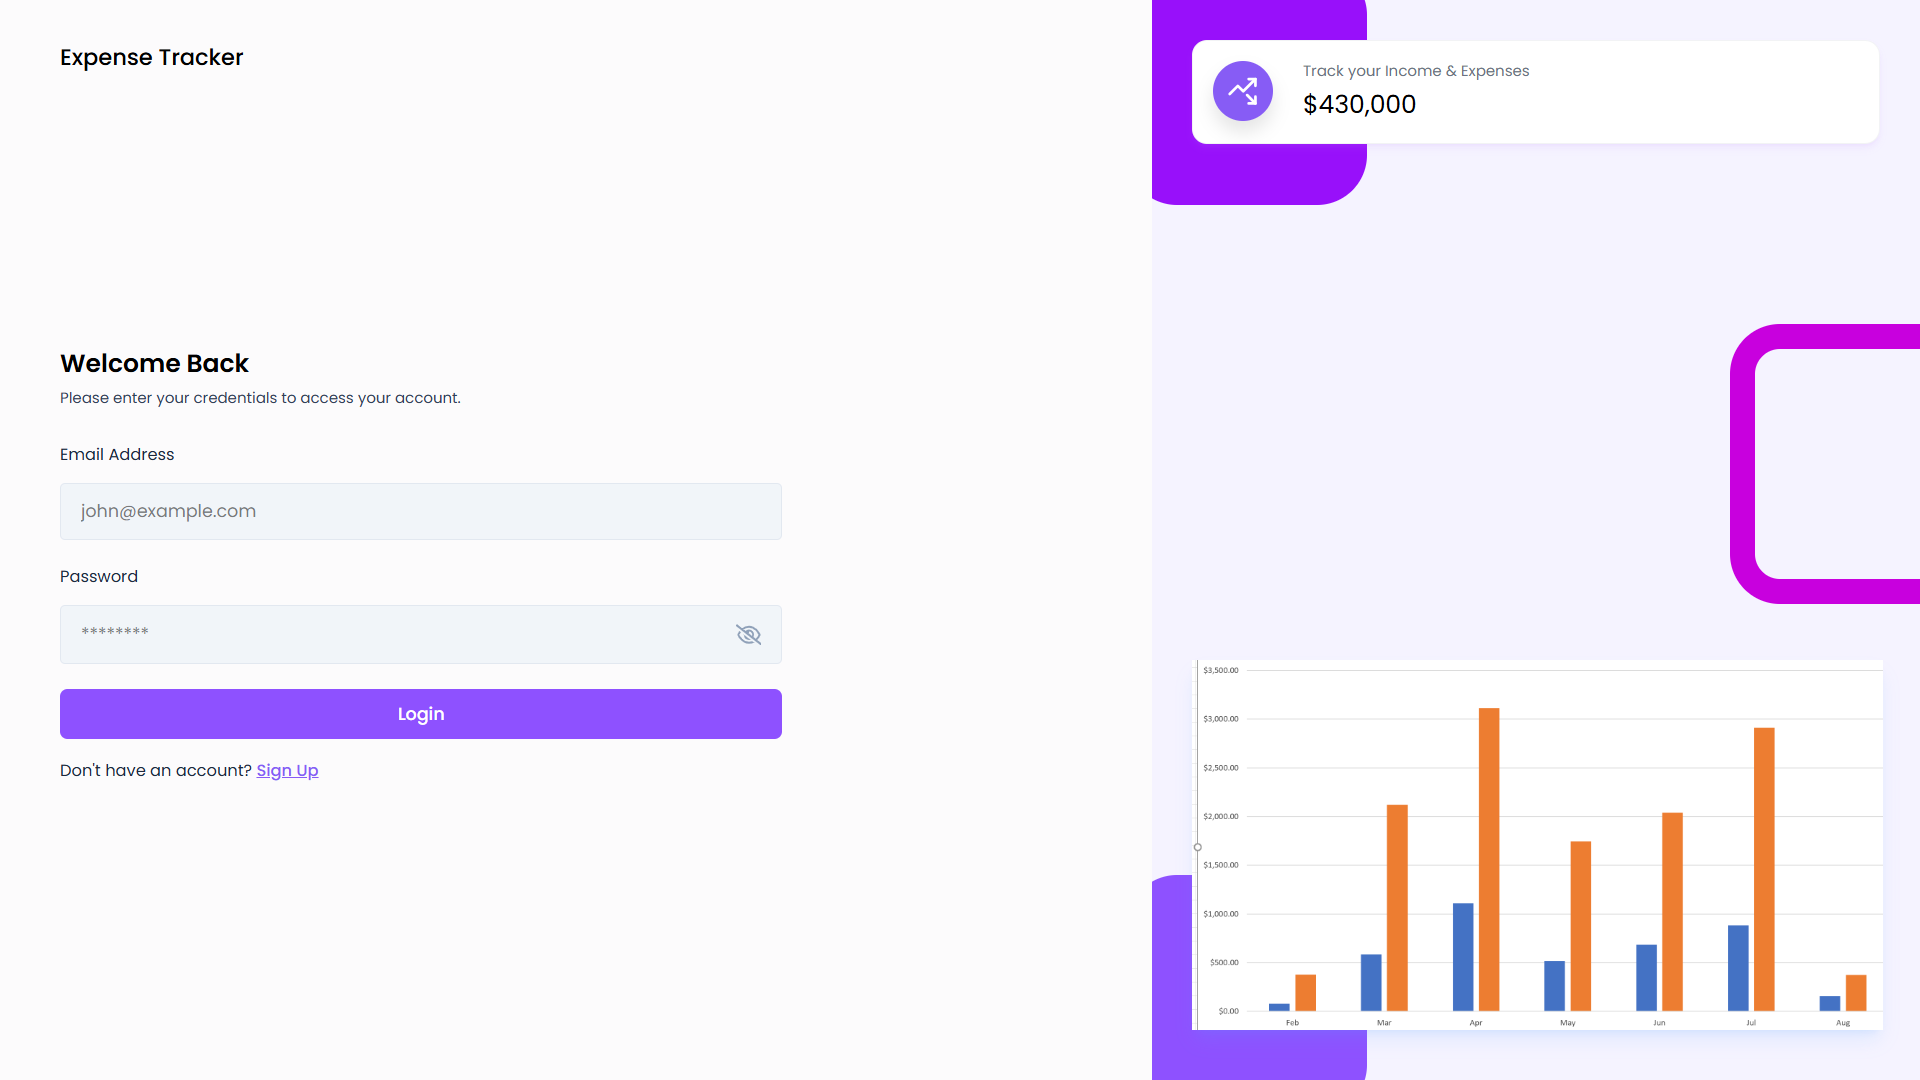 Expense Tracker
Welcome Back
Please enter your credentials to access your account.
Email Address
john@example.com
Password
********
Login
Don't have an account? Sign Up
Track your Income & Expenses
$430,000
$3,500.00
$3,000.00
$2,500.00
$2,000.00
$1,500.00
$1,000.00
$500.00
$0.00
Feb Mar Apr May Jun Jul Aug